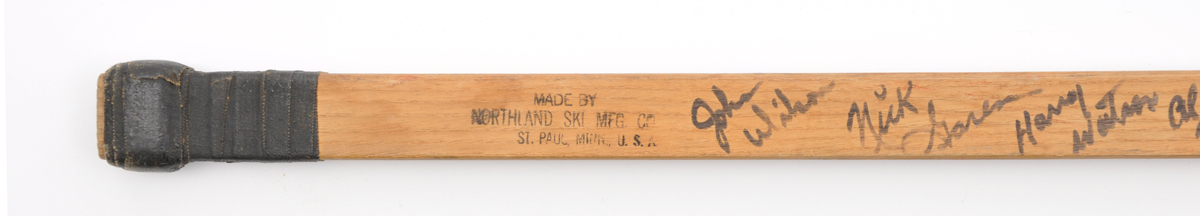 MADE BY
NORTHLAND SKI MFG. CO.
ST. PAUL, MINN., U. S. A.
John
Wilson
Nick
Harry
Watson